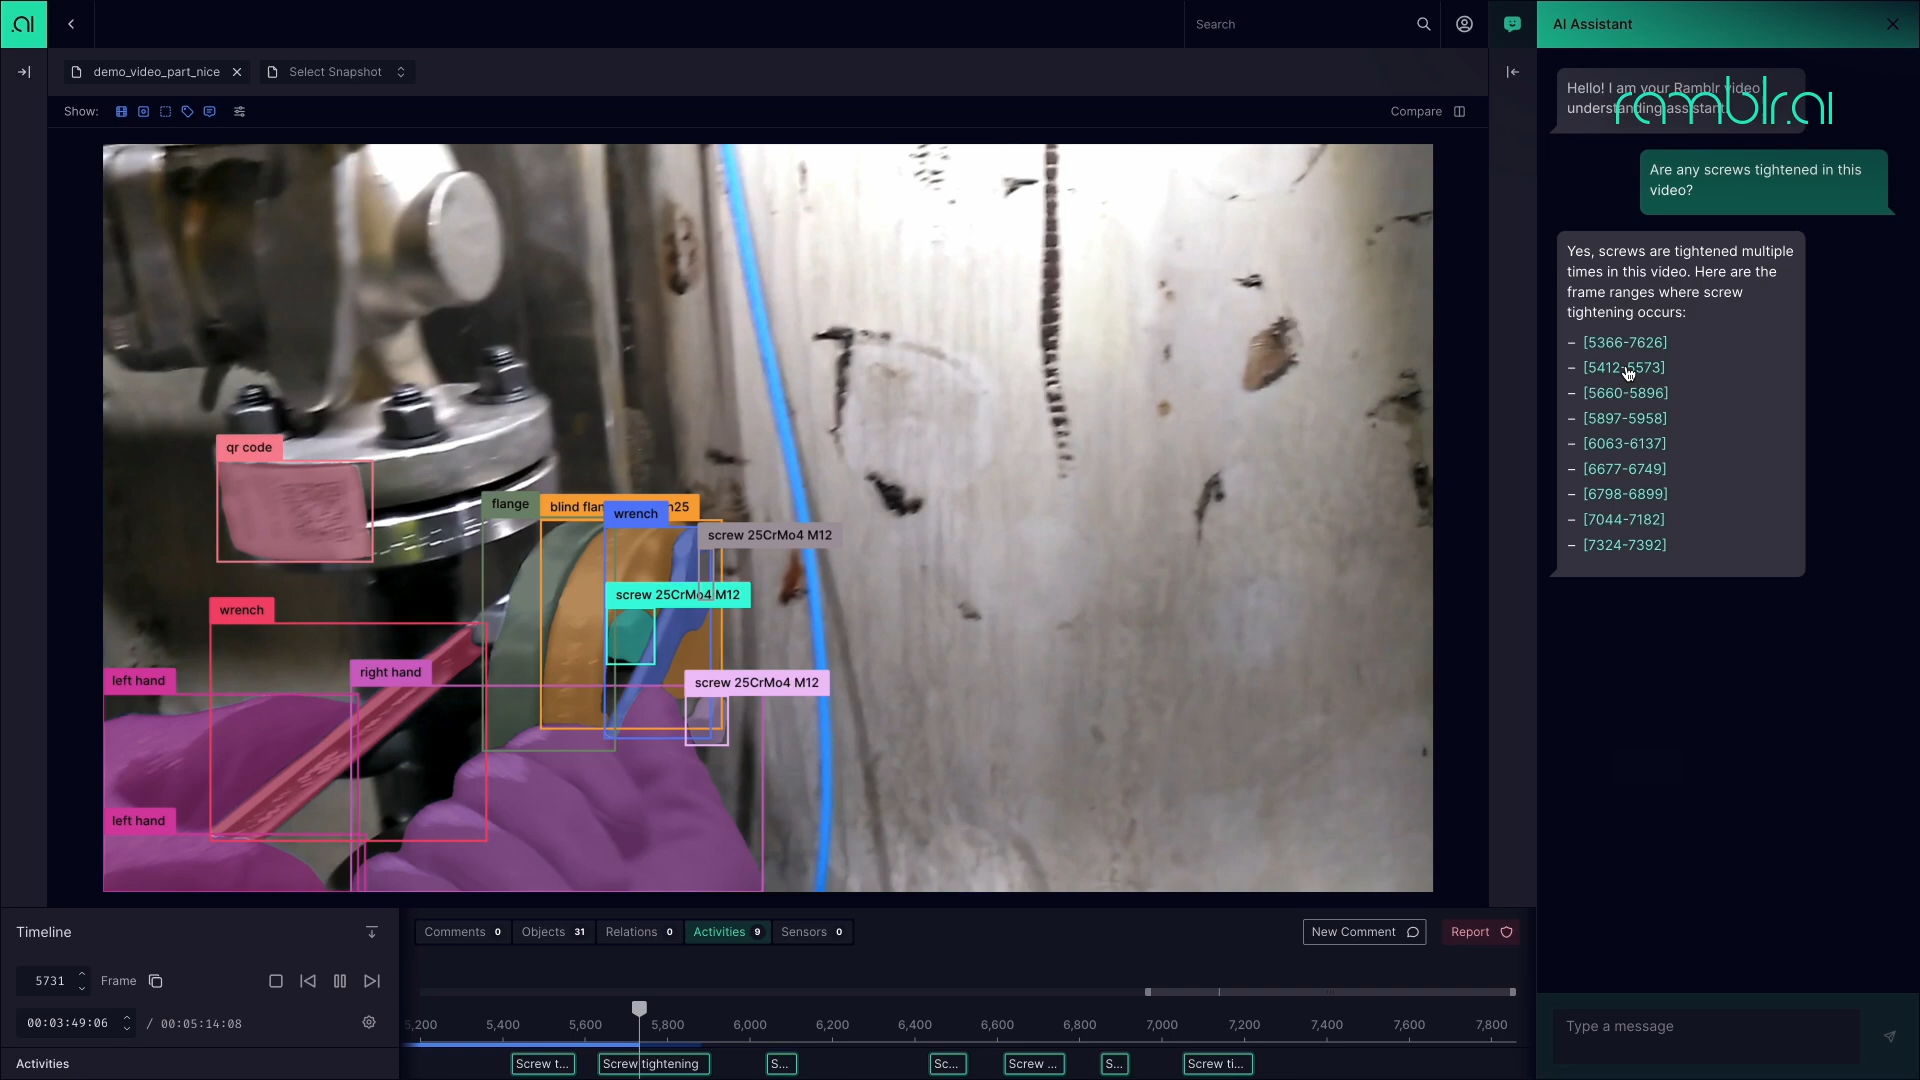 .aı
Search
AI Assistant
demo_video_part_nice
Select Snapshot
Show:
Compare
Hello! I am your Ramblr video
understanding assistant.
ramblr.aı
Are any screws tightened in this
video?
Yes, screws are tightened multiple
times in this video. Here are the
frame ranges where screw
tightening occurs:
– [5366-7626]
– [5412-5573]
– [5660-5896]
– [5897-5958]
– [6063-6137]
– [6677-6749]
– [6798-6899]
– [7044-7182]
– [7324-7392]
qr code
flange
blind flan
25
wrench
screw 25CrMo4 M12
screw 25CrMo4 M12
wrench
right hand
left hand
screw 25CrMo4 M12
left hand
Timeline
Comments 0
Objects 31
Relations 0
Activities 9
Sensors 0
New Comment
Report
5731
Frame
00:03:49:06 / 00:05:14:08
5,200 5,400 5,600 5,800 6,000 6,200 6,400 6,600 6,800 7,000 7,200 7,400 7,600 7,800
Activities
Screw t...
Screw tightening
S...
Sc...
Screw ...
S...
Screw ti...
Type a message